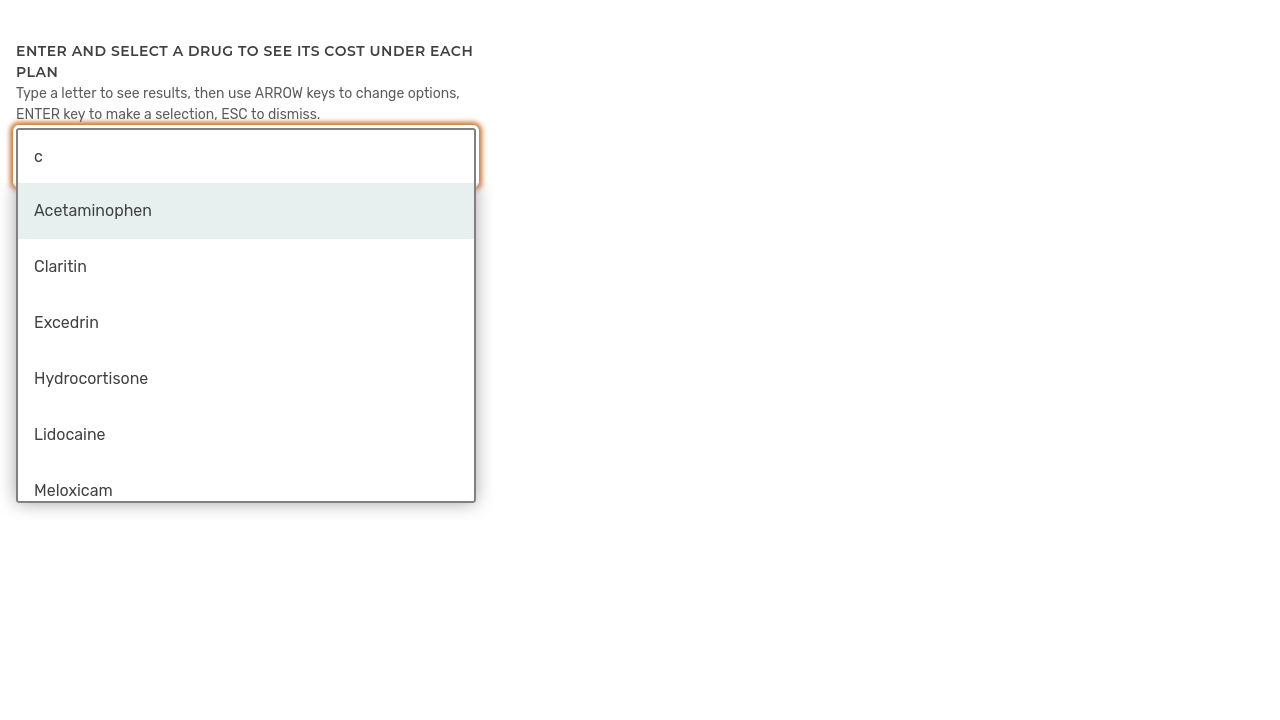 ENTER AND SELECT A DRUG TO SEE ITS COST UNDER EACH
PLAN
Type a letter to see results, then use ARROW keys to change options,
ENTER key to make a selection, ESC to dismiss.
c
Acetaminophen
Claritin
Excedrin
Hydrocortisone
Lidocaine
Meloxicam